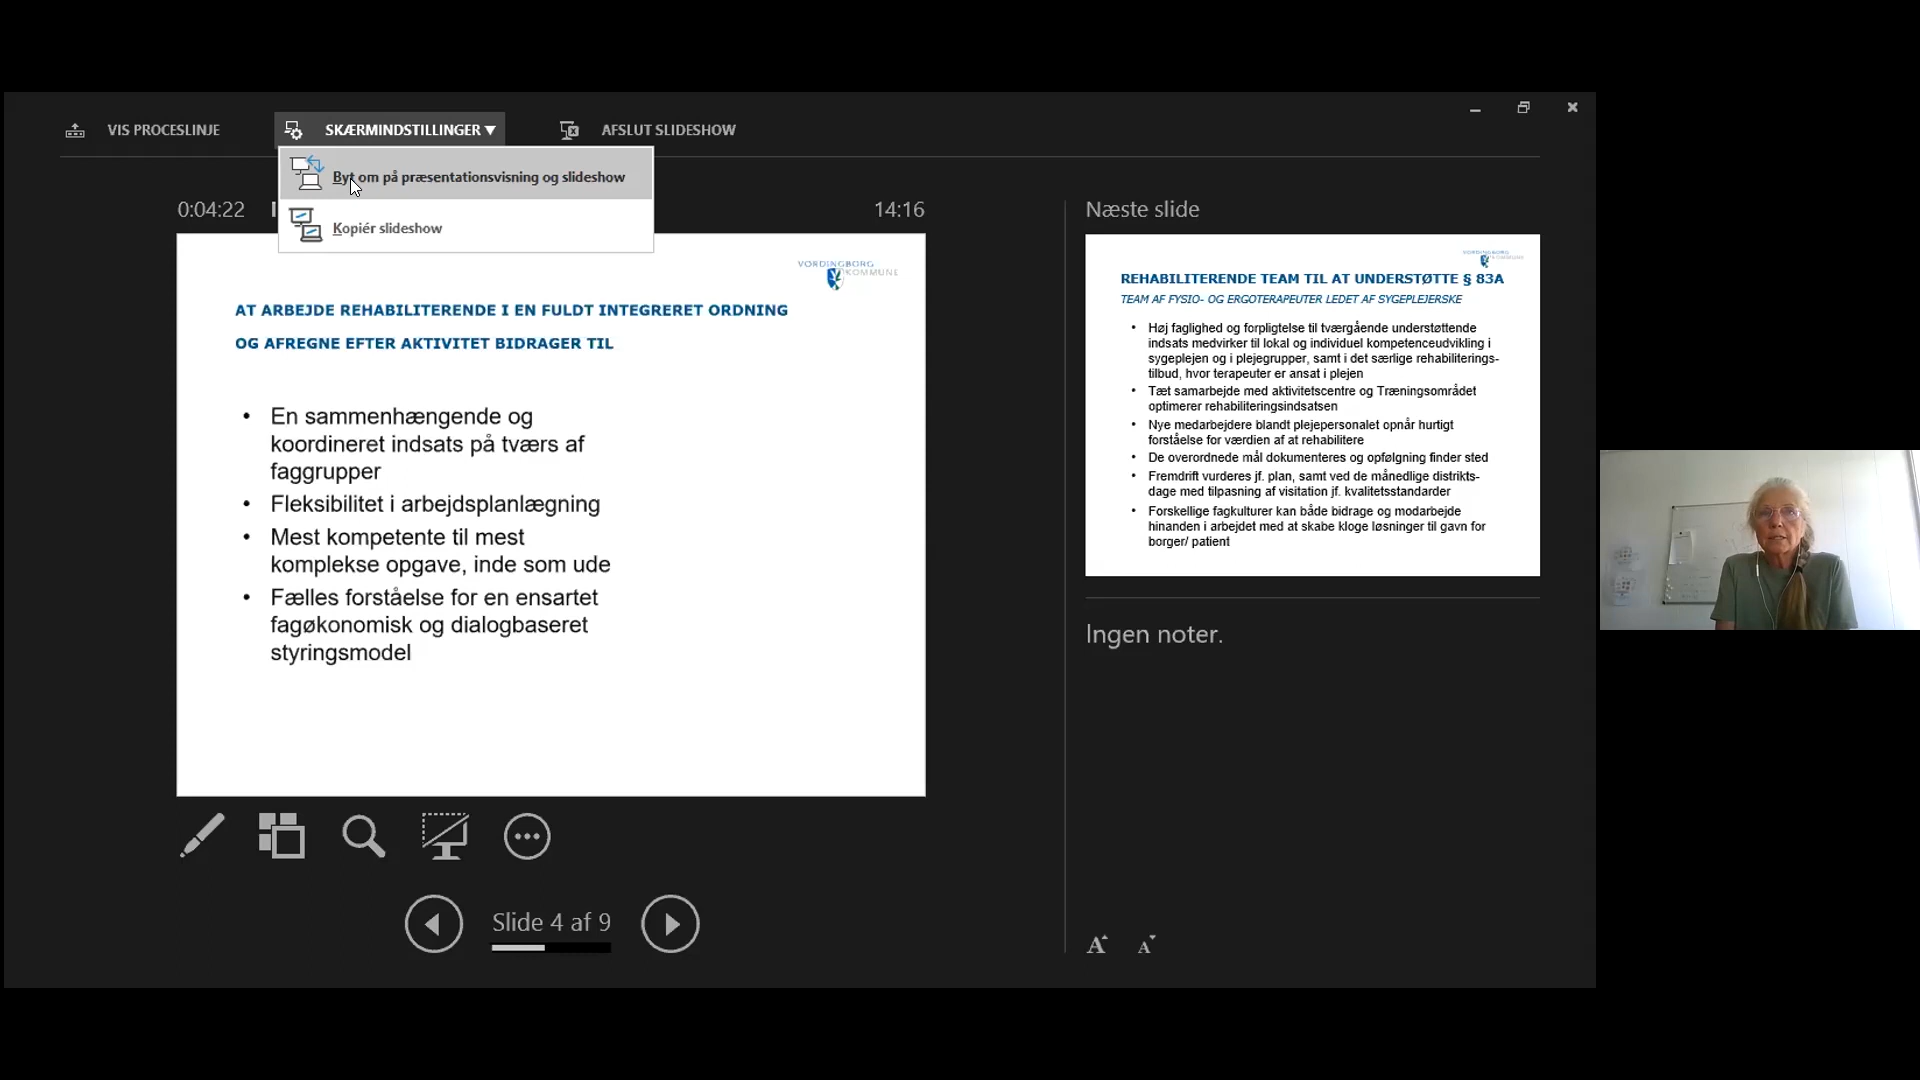 VIS PROCESLINJE
SKÆRMINDSTILLINGER
AFSLUT SLIDESHOW
Byt om på præsentationsvisning og slideshow
Kopiér slideshow
0:04:22
14:16
VORDINGBORG
KOMMUNE
AT ARBEJDE REHABILITERENDE I EN FULDT INTEGRERET ORDNING
OG AFREGNE EFTER AKTIVITET BIDRAGER TIL
• En sammenhængende og
koordineret indsats på tværs af
faggrupper
• Fleksibilitet i arbejdsplanlægning
• Mest kompetente til mest
komplekse opgave, inde som ude
• Fælles forståelse for en ensartet
fagøkonomisk og dialogbaseret
styringsmodel
Slide 4 af 9
Næste slide
VORDINGBORG
KOMMUNE
REHABILITERENDE TEAM TIL AT UNDERSTØTTE § 83A
TEAM AF FYSIO- OG ERGOTERAPEUTER LEDET AF SYGEPLEJERSKE
• Høj faglighed og forpligtelse til tværgående understøttende
indsats medvirker til lokal og individuel kompetenceudvikling i
sygeplejen og i plejegrupper, samt i det særlige rehabiliterings-
tilbud, hvor terapeuter er ansat i plejen
• Tæt samarbejde med aktivitetscentre og Træningsområdet
optimerer rehabiliteringsindsatsen
• Nye medarbejdere blandt plejepersonalet opnår hurtigt
forståelse for værdien af at rehabilitere
• De overordnede mål dokumenteres og opfølgning finder sted
• Fremdrift vurderes jf. plan, samt ved de månedlige distrikts-
dage med tilpasning af visitation jf. kvalitetsstandarder
• Forskellige fagkulturer kan både bidrage og modarbejde
hinanden i arbejdet med at skabe kloge løsninger til gavn for
borger/ patient
Ingen noter.
A A